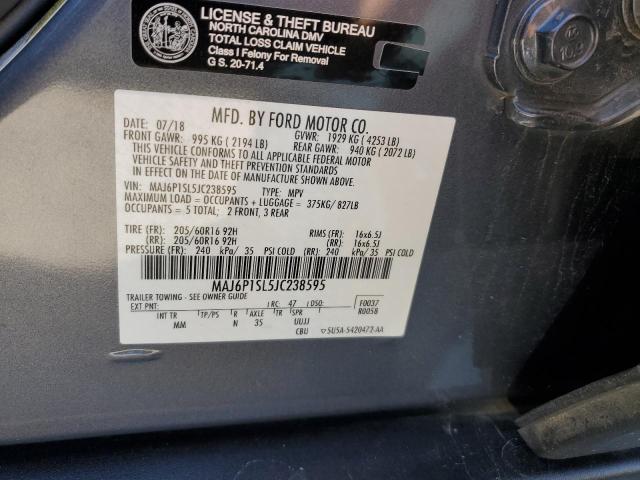 LICENSE & THEFT BUREAU
NORTH CAROLINA DMV
TOTAL LOSS CLAIM VEHICLE
Class I Felony For Removal
G S. 20-71.4
MFD. BY FORD MOTOR CO.
DATE: 07/18 GVWR: 1929 KG ( 4253 LB)
FRONT GAWR: 995 KG ( 2194 LB) REAR GAWR: 940 KG ( 2072 LB)
THIS VEHICLE CONFORMS TO ALL APPLICABLE FEDERAL MOTOR
VEHICLE SAFETY AND THEFT PREVENTION STANDARDS
IN EFFECT ON THE DATE OF MANUFACTURE SHOWN ABOVE.
VIN: MAJ6P1SL5JC238595 TYPE: MPV
MAXIMUM LOAD = OCCUPANTS + LUGGAGE = 375KG/ 827LB
OCCUPANTS = 5 TOTAL; 2 FRONT, 3 REAR
TIRE (FR): 205/60R16 92H RIMS (FR): 16x6.5J
(RR): 205/60R16 92H (RR): 16x6.5J
PRESSURE (FR): 240 kPa/ 35 PSI COLD (RR): 240 kPa/ 35 PSI COLD
MAJ6P1SL5JC238595
TRAILER TOWING - SEE OWNER GUIDE
EXT PNT: RC: 47 DSO: F0037
R0058
INT TR TP/PS R AXLE TR SPR
MM N 35 UUJJ
CBU 5U5A-5420472-AA